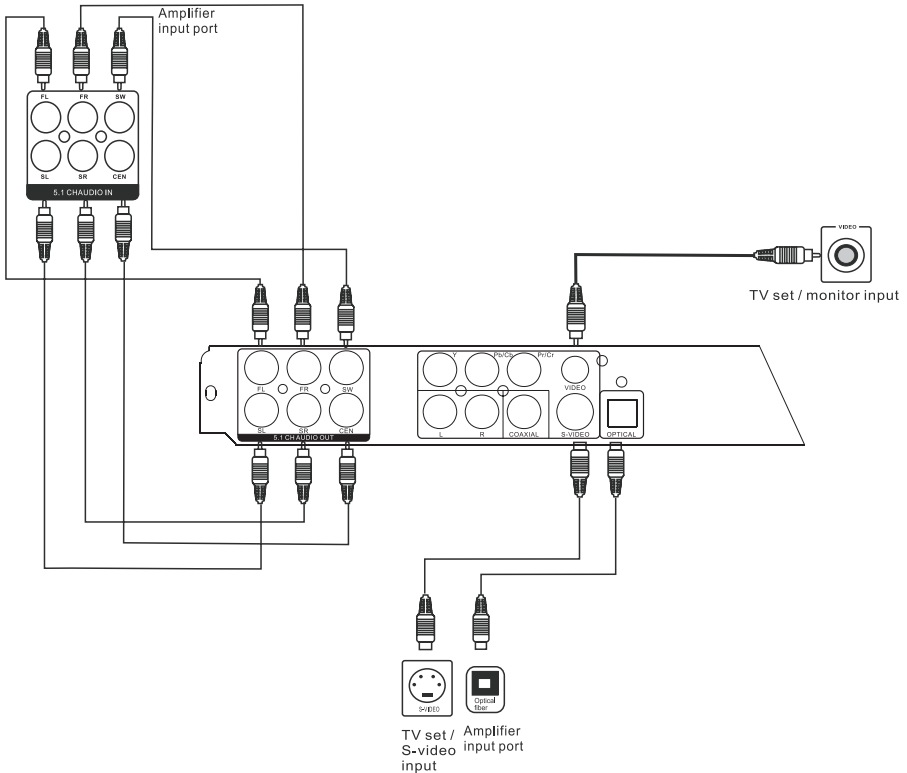 Amplifier
input port
FL FR SW
SL SR CEN
5.1 CHAUDIO IN
VIDEO
TV set / monitor input
Y Pb/Cb Pr/Cr
FL FR SW VIDEO
SL SR CEN L R COAXIAL S-VIDEO OPTICAL
5.1 CH AUDIO OUT
S-VIDEO
Optical
fiber
TV set /
S-video
input
Amplifier
input port